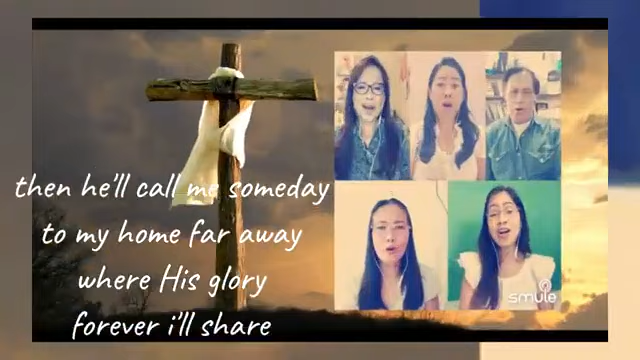 then he'll call me someday
to my home far away
where His glory
forever i'll share
smule